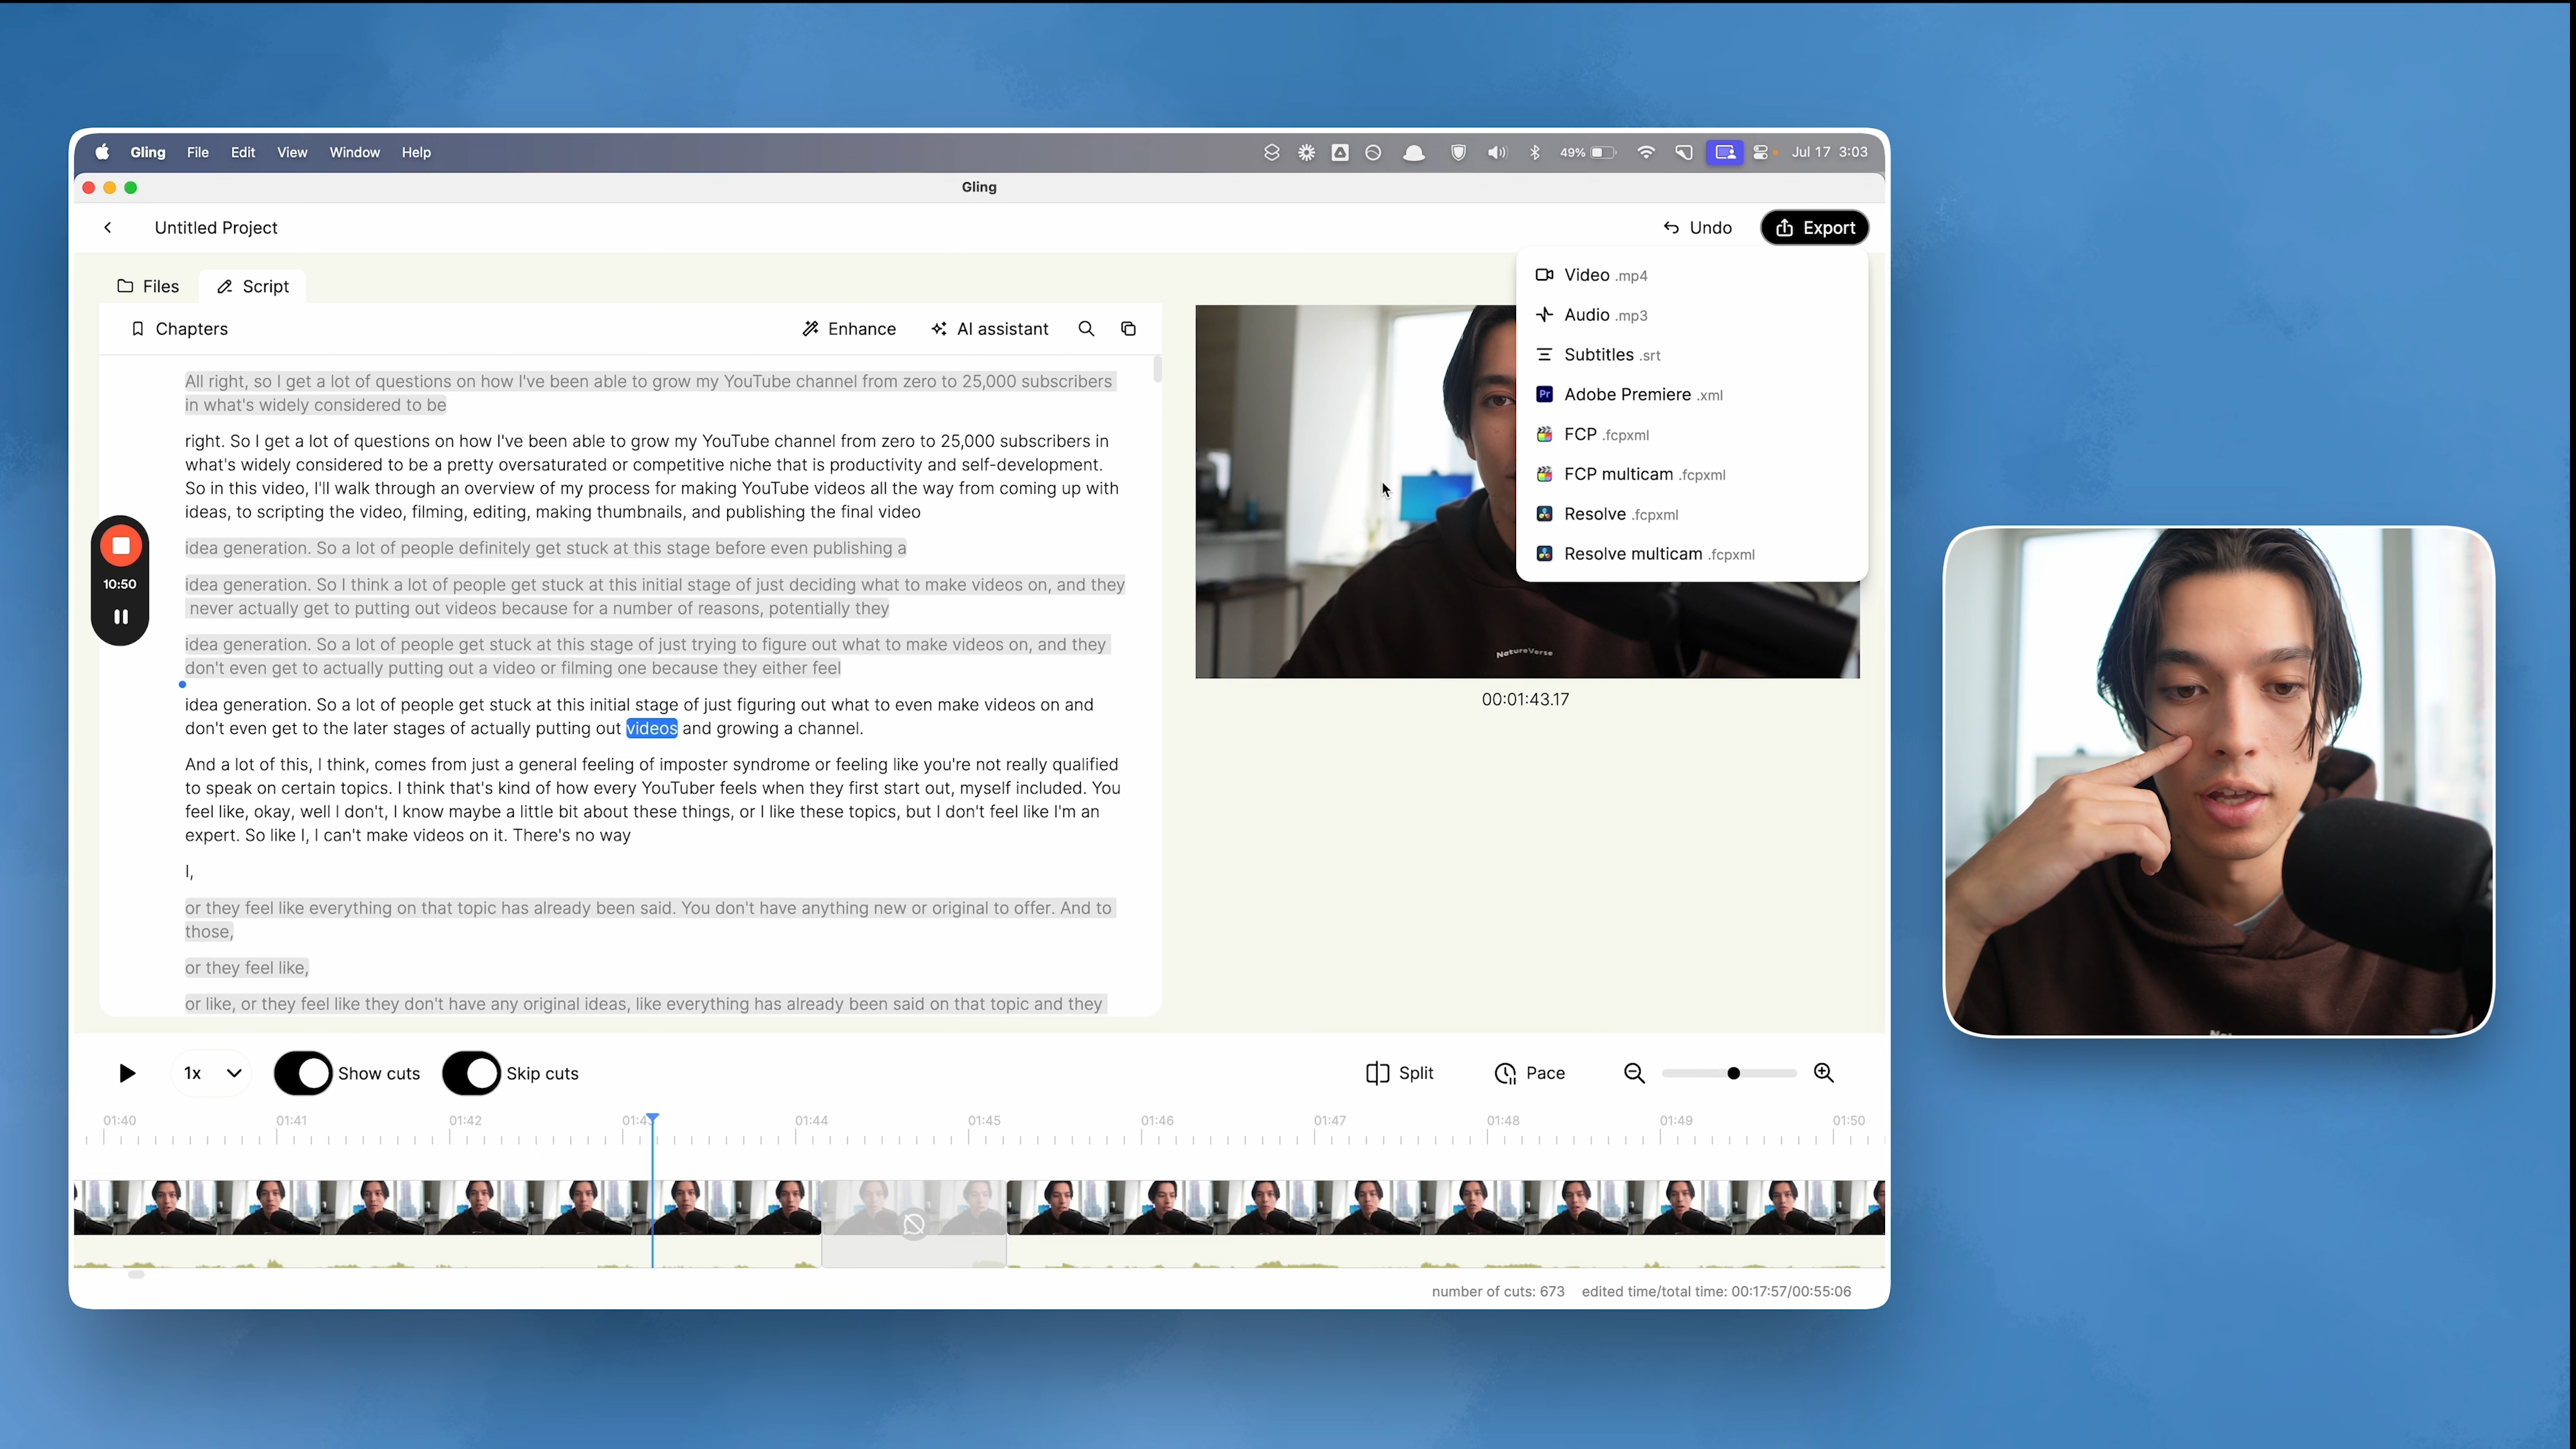 Gling File Edit View Window Help
49% Jul 17 3:03
Gling
Untitled Project
Undo
Export
Files
Script
Chapters
Enhance
AI assistant
Video .mp4
Audio .mp3
Subtitles .srt
Pr Adobe Premiere .xml
FCP .fcpxml
FCP multicam .fcpxml
Resolve .fcpxml
Resolve multicam .fcpxml
All right, so I get a lot of questions on how I've been able to grow my YouTube channel from zero to 25,000 subscribers
in what's widely considered to be
right. So I get a lot of questions on how I've been able to grow my YouTube channel from zero to 25,000 subscribers in
what's widely considered to be a pretty oversaturated or competitive niche that is productivity and self-development.
So in this video, I'll walk through an overview of my process for making YouTube videos all the way from coming up with
ideas, to scripting the video, filming, editing, making thumbnails, and publishing the final video
idea generation. So a lot of people definitely get stuck at this stage before even publishing a
idea generation. So I think a lot of people get stuck at this initial stage of just deciding what to make videos on, and they
never actually get to putting out videos because for a number of reasons, potentially they
idea generation. So a lot of people get stuck at this stage of just trying to figure out what to make videos on, and they
don't even get to actually putting out a video or filming one because they either feel
idea generation. So a lot of people get stuck at this initial stage of just figuring out what to even make videos on and
don't even get to the later stages of actually putting out videos and growing a channel.
And a lot of this, I think, comes from just a general feeling of imposter syndrome or feeling like you're not really qualified
to speak on certain topics. I think that's kind of how every YouTuber feels when they first start out, myself included. You
feel like, okay, well I don't, I know maybe a little bit about these things, or I like these topics, but I don't feel like I'm an
expert. So like I, I can't make videos on it. There's no way
I,
or they feel like everything on that topic has already been said. You don't have anything new or original to offer. And to
those,
or they feel like,
or like, or they feel like they don't have any original ideas, like everything has already been said on that topic and they
10:50
NatureVerse
00:01:43.17
1x
Show cuts
Skip cuts
Split
Pace
01:40 01:41 01:42 01:44 01:45 01:46 01:47 01:48 01:49 01:50
number of cuts: 673 edited time/total time: 00:17:57/00:55:06